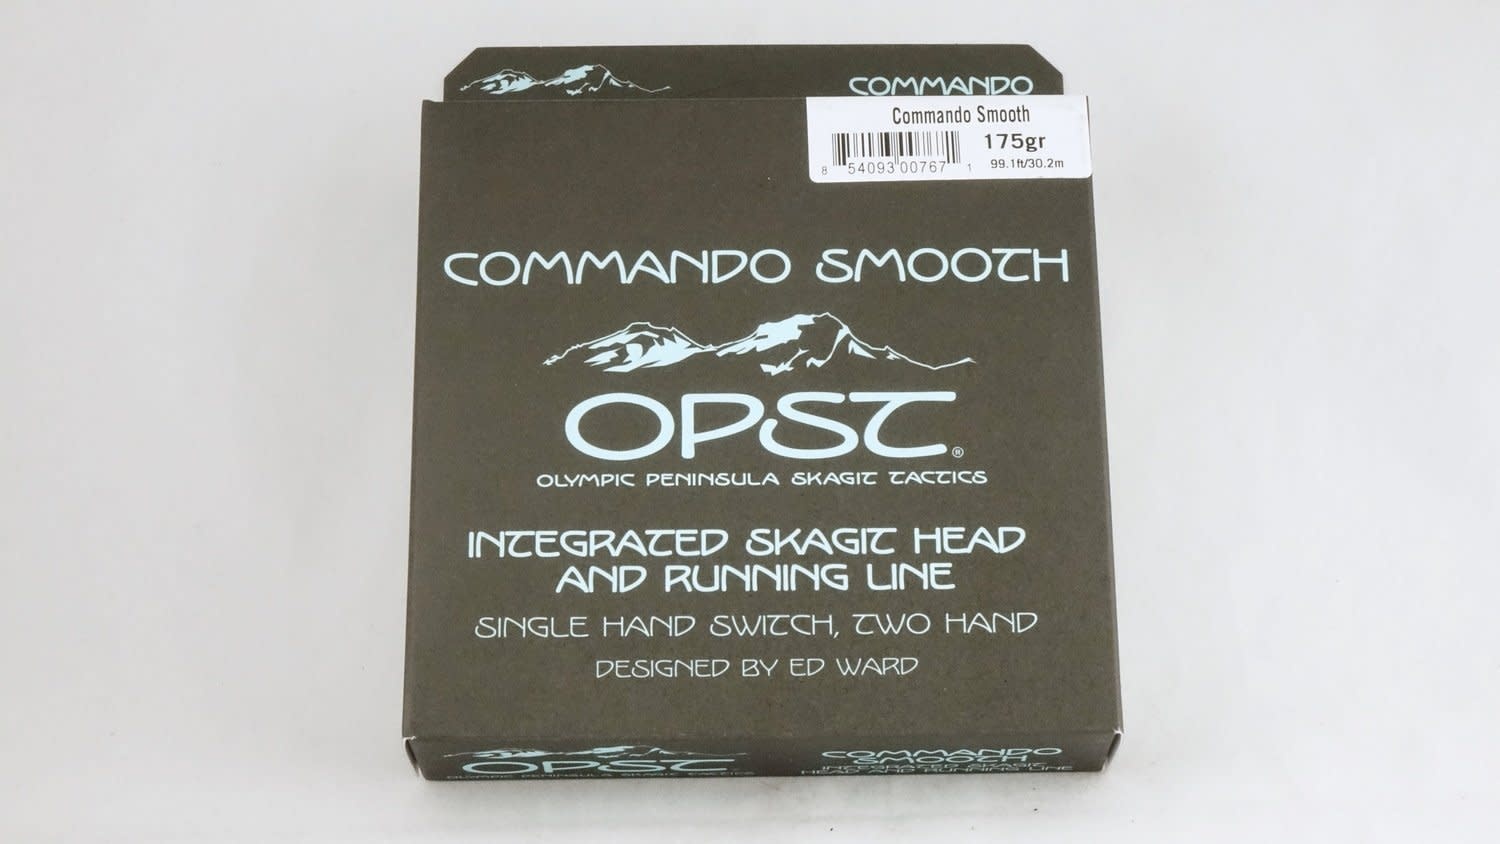 COMMANDO
Commando Smooth
175gr
8 54093 00767 1
99.1ft/30.2m
COMMANDO SMOOTH
OPST®
OLYMPIC PENINSULA SKAGIT TACTICS
INTEGRATED SKAGIT HEAD
AND RUNNING LINE
SINGLE HAND SWITCH, TWO HAND
DESIGNED BY ED WARD
OPST
OLYMPIC PENINSULA SKAGIT TACTICS
COMMANDO
SMOOTH
INTEGRATED SKAGIT
HEAD AND RUNNING LINE